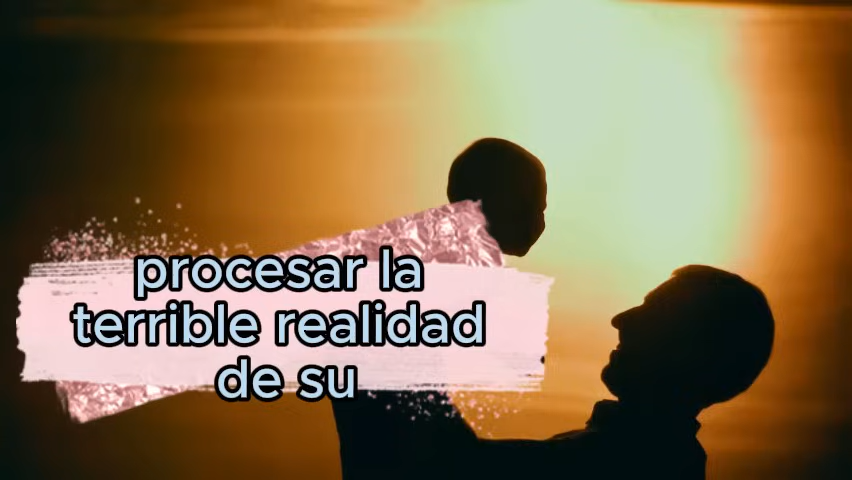 procesar la
terrible realidad
de su